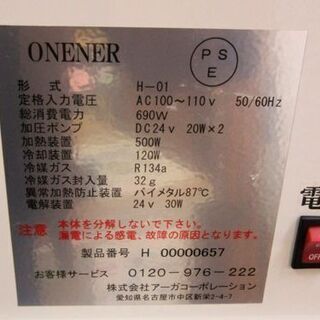 ONENER
PS
E
形 式 H-01
定格入力電圧 AC100～110v 50/60Hz
総消費電力 690W
加圧ポンプ DC24v 20W×2
加熱装置 500W
冷却装置 120W
冷媒ガス R134a
冷媒ガス封入量 32g
異常加熱防止装置 バイメタル87℃
電解装置 24v 30W
注意 本体を分解しないで下さい。
漏電による感電、故障の原因となります。
製品番号 H 00000657
お客様サービス 0120-976-222
株式会社アーガコーポレーション
愛知県名古屋市中区新栄2-4-7
電